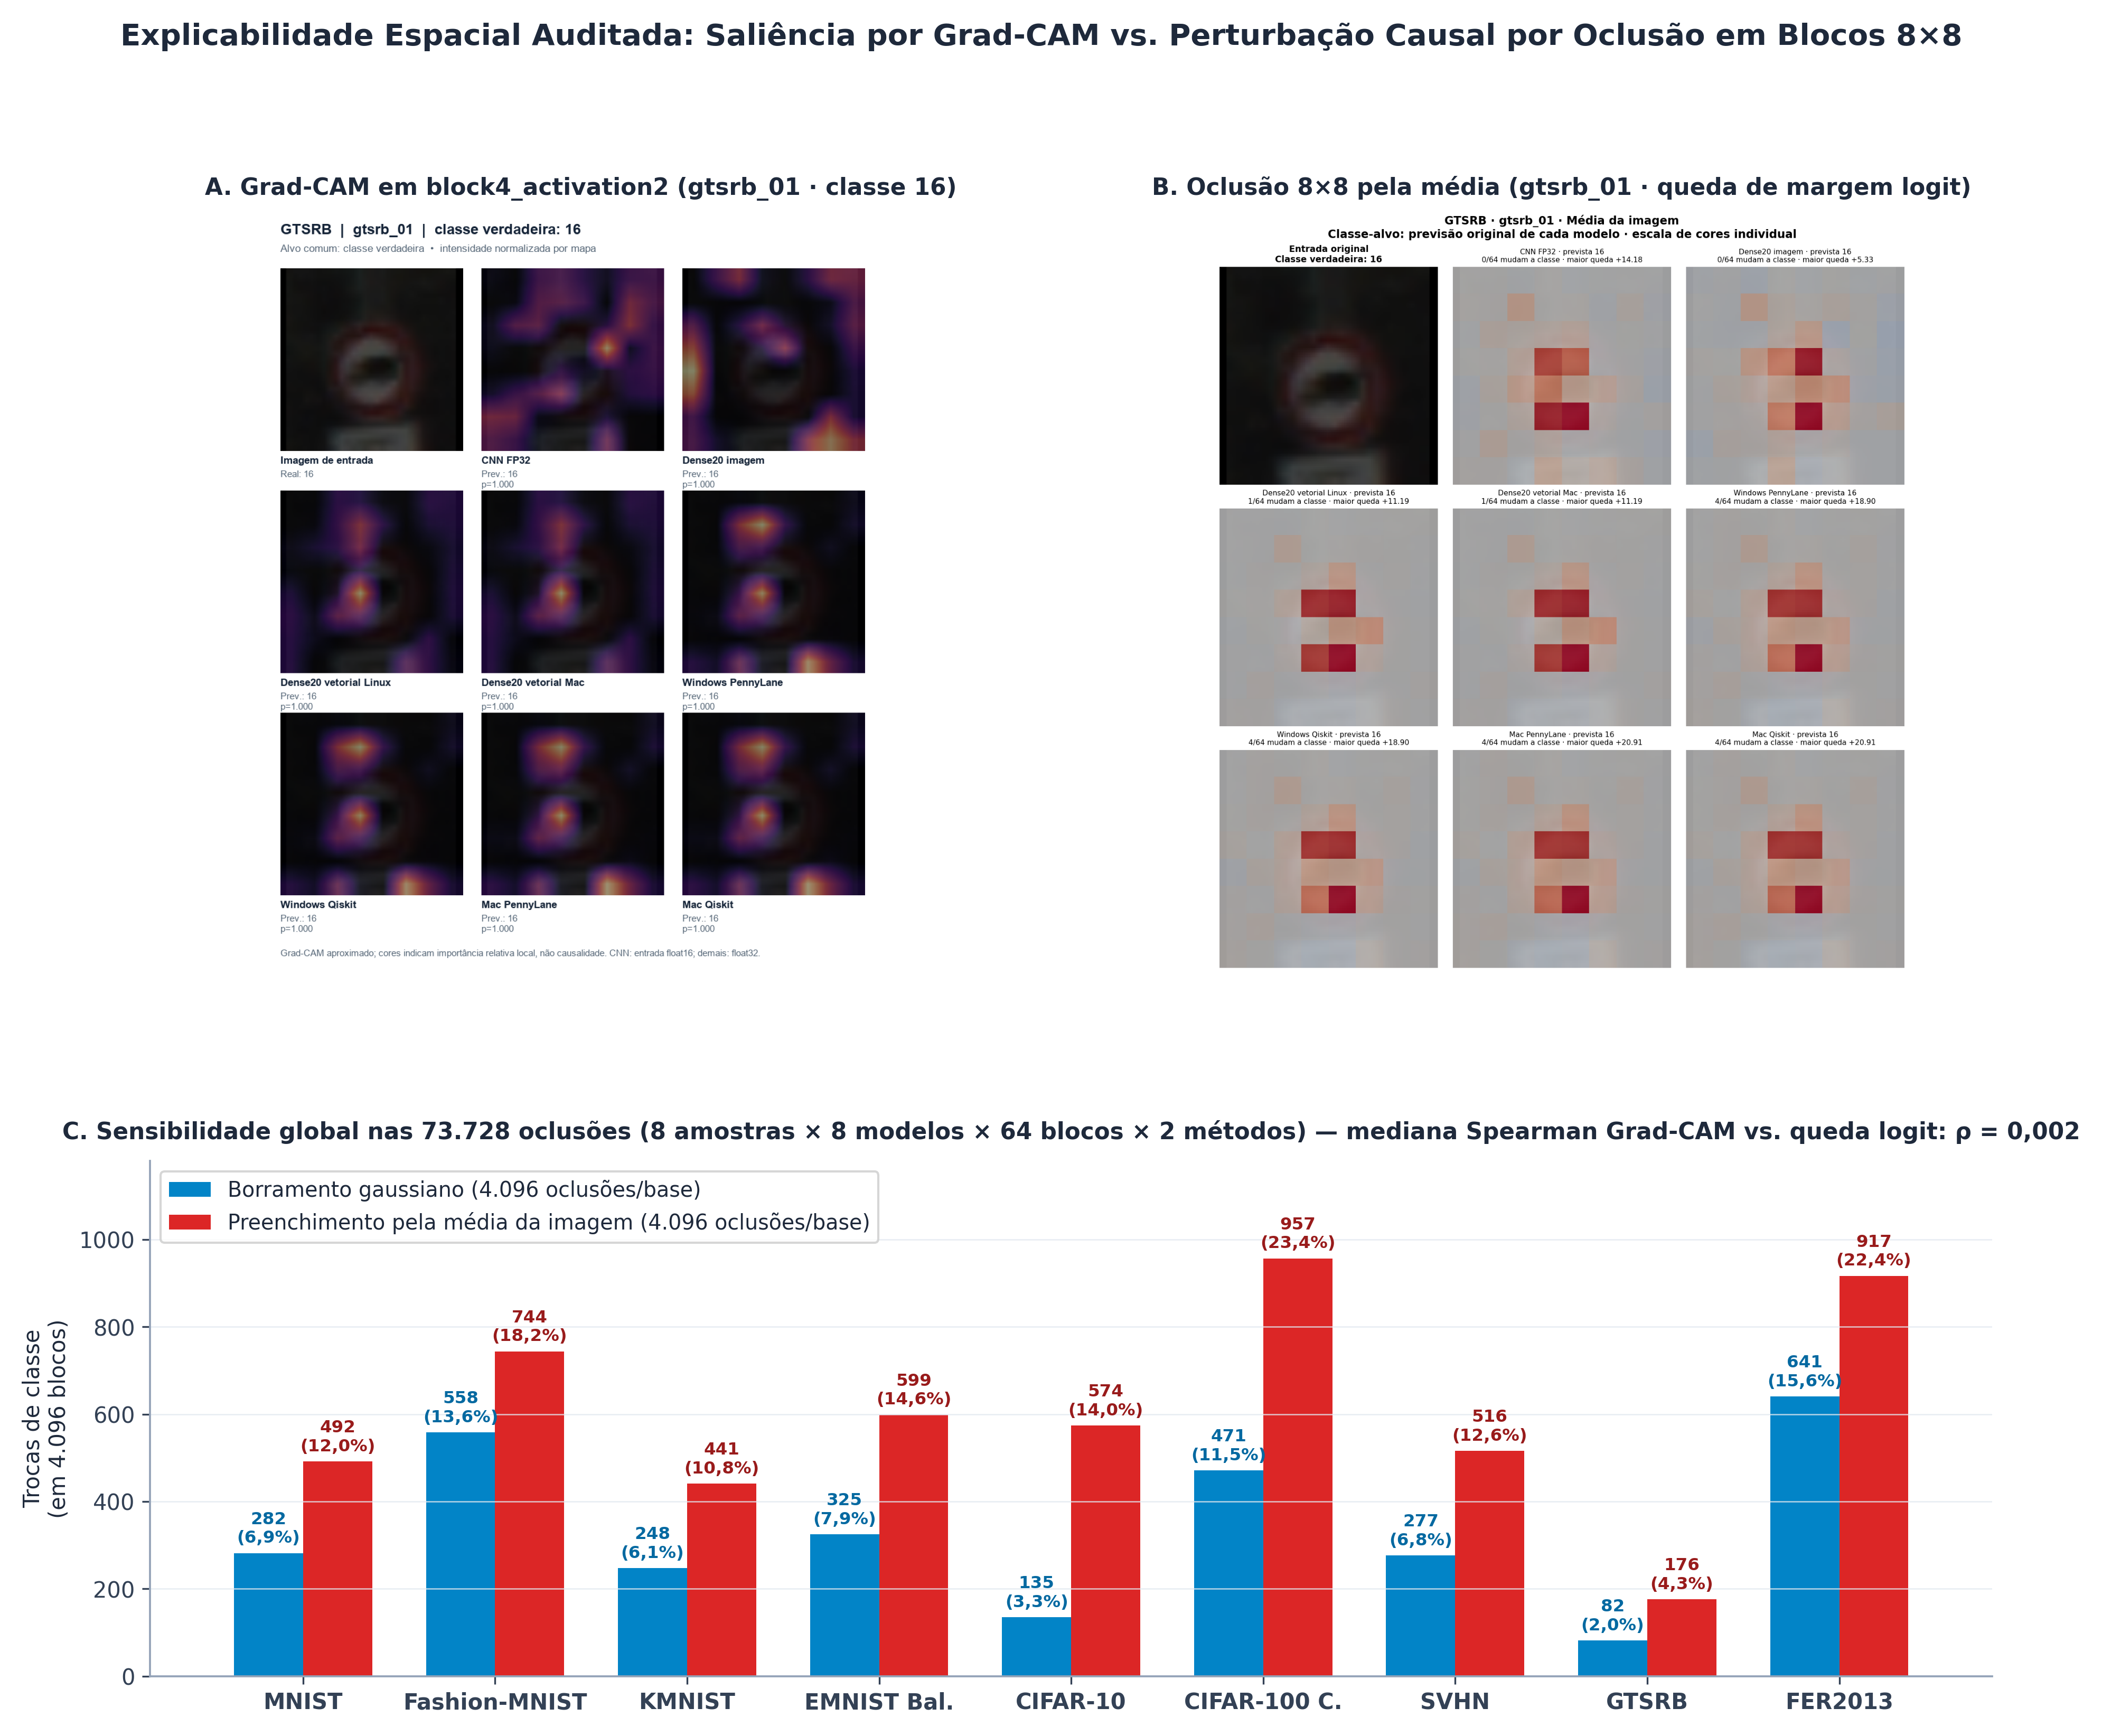 Explicabilidade Espacial Auditada: Saliência por Grad-CAM vs. Perturbação Causal por Oclusão em Blocos 8×8
A. Grad-CAM em block4_activation2 (gtsrb_01 · classe 16)
GTSRB | gtsrb_01 | classe verdadeira: 16
Alvo comum: classe verdadeira • intensidade normalizada por mapa
Imagem de entrada
Real: 16
CNN FP32
Prev.: 16
p=1.000
Dense20 imagem
Prev.: 16
p=1.000
Dense20 vetorial Linux
Prev.: 16
p=1.000
Dense20 vetorial Mac
Prev.: 16
p=1.000
Windows PennyLane
Prev.: 16
p=1.000
Windows Qiskit
Prev.: 16
p=1.000
Mac PennyLane
Prev.: 16
p=1.000
Mac Qiskit
Prev.: 16
p=1.000
Grad-CAM aproximado; cores indicam importância relativa local, não causalidade. CNN: entrada float16; demais: float32.
B. Oclusão 8×8 pela média (gtsrb_01 · queda de margem logit)
GTSRB · gtsrb_01 · Média da imagem
Classe-alvo: previsão original de cada modelo · escala de cores individual
Entrada original
Classe verdadeira: 16
CNN FP32 · prevista 16
0/64 mudam a classe · maior queda +14.18
Dense20 imagem · prevista 16
0/64 mudam a classe · maior queda +5.33
Dense20 vetorial Linux · prevista 16
1/64 mudam a classe · maior queda +11.19
Dense20 vetorial Mac · prevista 16
1/64 mudam a classe · maior queda +11.19
Windows PennyLane · prevista 16
4/64 mudam a classe · maior queda +18.90
Windows Qiskit · prevista 16
4/64 mudam a classe · maior queda +18.90
Mac PennyLane · prevista 16
4/64 mudam a classe · maior queda +20.91
Mac Qiskit · prevista 16
4/64 mudam a classe · maior queda +20.91
C. Sensibilidade global nas 73.728 oclusões (8 amostras × 8 modelos × 64 blocos × 2 métodos) — mediana Spearman Grad-CAM vs. queda logit: ρ = 0,002
Borramento gaussiano (4.096 oclusões/base)
Preenchimento pela média da imagem (4.096 oclusões/base)
Trocas de classe
(em 4.096 blocos)
1000
800
600
400
200
0
282
(6,9%)
492
(12,0%)
558
(13,6%)
744
(18,2%)
248
(6,1%)
441
(10,8%)
325
(7,9%)
599
(14,6%)
135
(3,3%)
574
(14,0%)
471
(11,5%)
957
(23,4%)
277
(6,8%)
516
(12,6%)
82
(2,0%)
176
(4,3%)
641
(15,6%)
917
(22,4%)
MNIST
Fashion-MNIST
KMNIST
EMNIST Bal.
CIFAR-10
CIFAR-100 C.
SVHN
GTSRB
FER2013